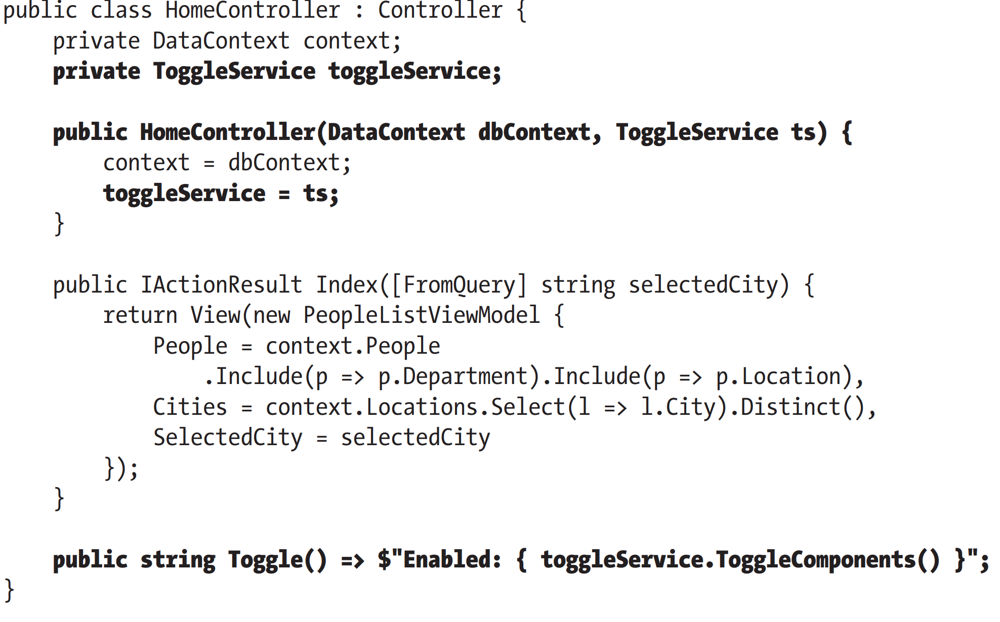 public class HomeController : Controller {
    private DataContext context;
    private ToggleService toggleService;

    public HomeController(DataContext dbContext, ToggleService ts) {
        context = dbContext;
        toggleService = ts;
    }

    public IActionResult Index([FromQuery] string selectedCity) {
        return View(new PeopleListViewModel {
            People = context.People
                .Include(p => p.Department).Include(p => p.Location),
            Cities = context.Locations.Select(l => l.City).Distinct(),
            SelectedCity = selectedCity
        });
    }

    public string Toggle() => $"Enabled: { toggleService.ToggleComponents() }";
}